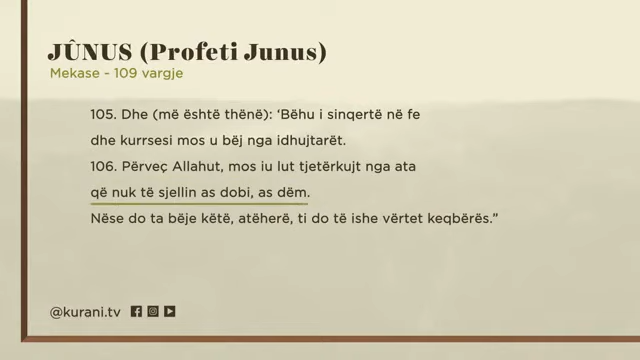 JÛNUS (Profeti Junus)
Mekase - 109 vargje
105. Dhe (më është thënë): ‘Bëhu i sinqertë në fe
dhe kurrsesi mos u bëj nga idhujtarët.
106. Përveç Allahut, mos iu lut tjetërkujt nga ata
që nuk të sjellin as dobi, as dëm.
Nëse do ta bëje këtë, atëherë, ti do të ishe vërtet keqbërës.”
@kurani.tv